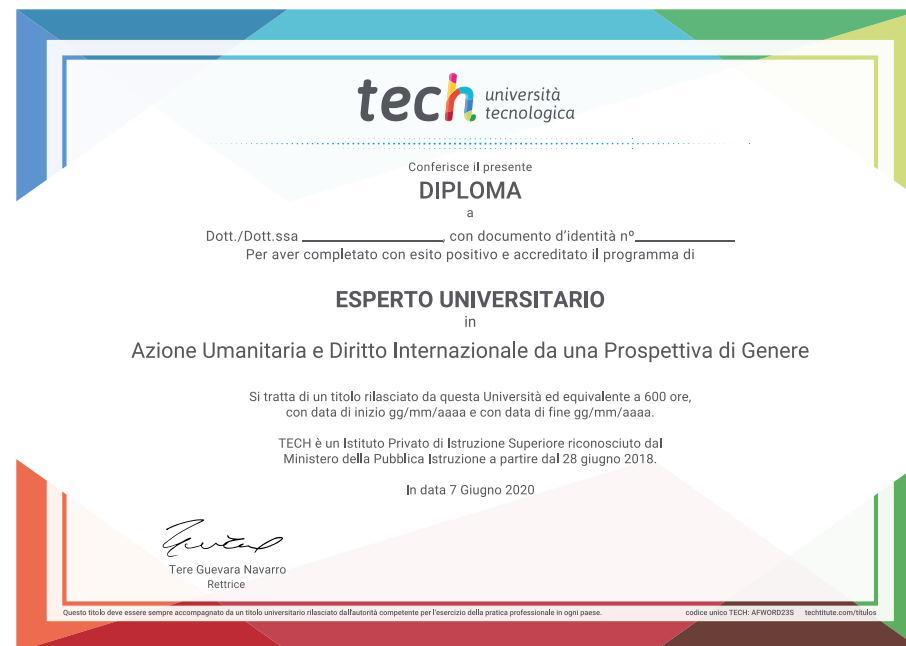 tech università
tecnologica
Conferisce il presente
DIPLOMA
a
Dott./Dott.ssa ____________________, con documento d'identità nº______________
Per aver completato con esito positivo e accreditato il programma di
ESPERTO UNIVERSITARIO
in
Azione Umanitaria e Diritto Internazionale da una Prospettiva di Genere
Si tratta di un titolo rilasciato da questa Università ed equivalente a 600 ore,
con data di inizio gg/mm/aaaa e con data di fine gg/mm/aaaa.
TECH è un Istituto Privato di Istruzione Superiore riconosciuto dal
Ministero della Pubblica Istruzione a partire dal 28 giugno 2018.
In data 7 Giugno 2020
Tere Guevara Navarro
Rettrice
Questo titolo deve essere sempre accompagnato da un titolo universitario rilasciato dall'autorità competente per l'esercizio della pratica professionale in ogni paese. codice unico TECH: AFWORD23S techtitute.com/titulos